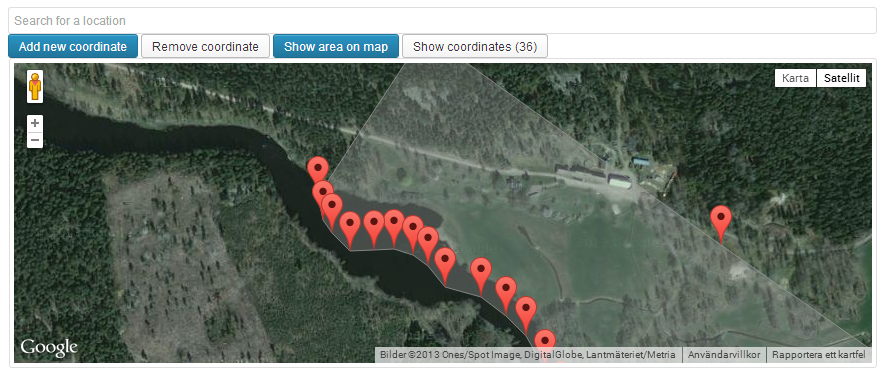 Search for a location
Add new coordinate Remove coordinate Show area on map Show coordinates (36)
Karta Satellit
+
−
Google
Bilder ©2013 Cnes/Spot Image, DigitalGlobe, Lantmäteriet/Metria Användarvillkor Rapportera ett kartfel